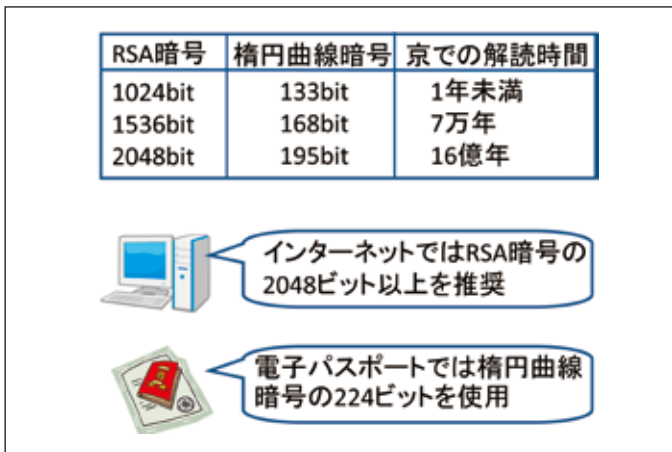 RSA暗号 楕円曲線暗号 京での解読時間
1024bit 133bit 1年未満
1536bit 168bit 7万年
2048bit 195bit 16億年
インターネットではRSA暗号の
2048ビット以上を推奨
電子パスポートでは楕円曲線
暗号の224ビットを使用